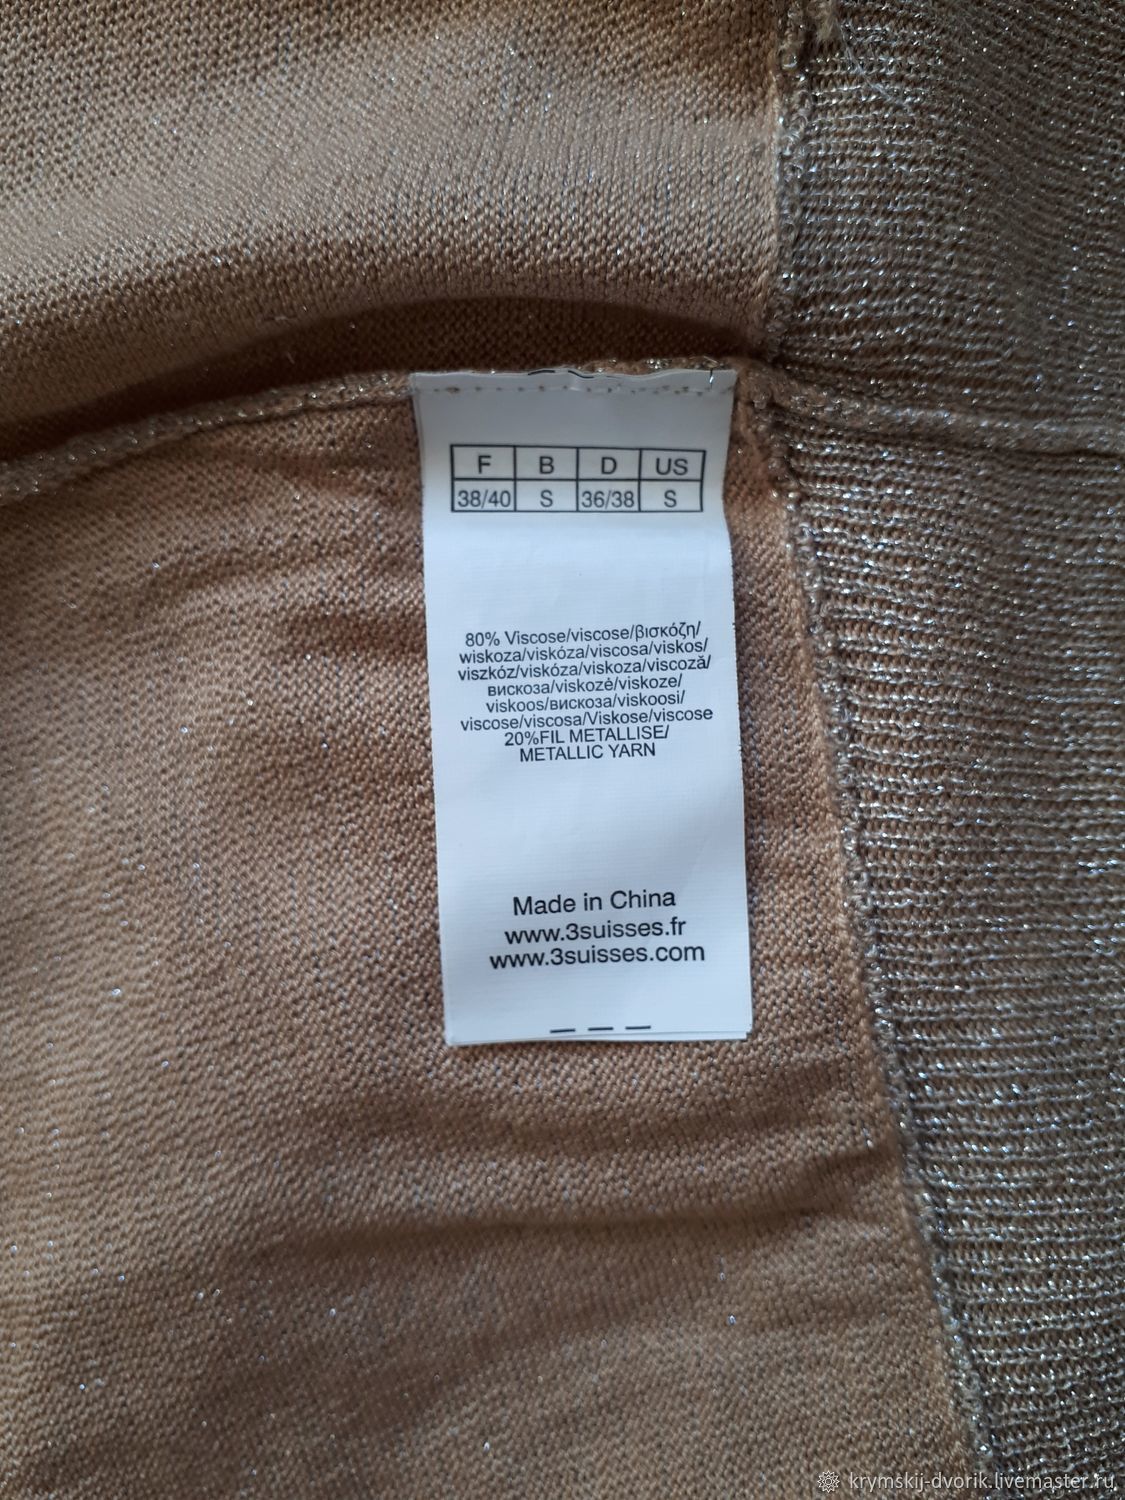 F B D US
38/40 S 36/38 S
80% Viscose/viscose/βισκόζη/
wiskoza/viskóza/viscosa/viskos/
viszkóz/viskóza/viskoza/viscoză/
вискоза/viskozė/viskoze/
viskoos/вискоза/viskoosi/
viscose/viscosa/Viskose/viscose
20%FIL METALLISE/
METALLIC YARN
Made in China
www.3suisses.fr
www.3suisses.com
krymskij-dvorik.livemaster.ru